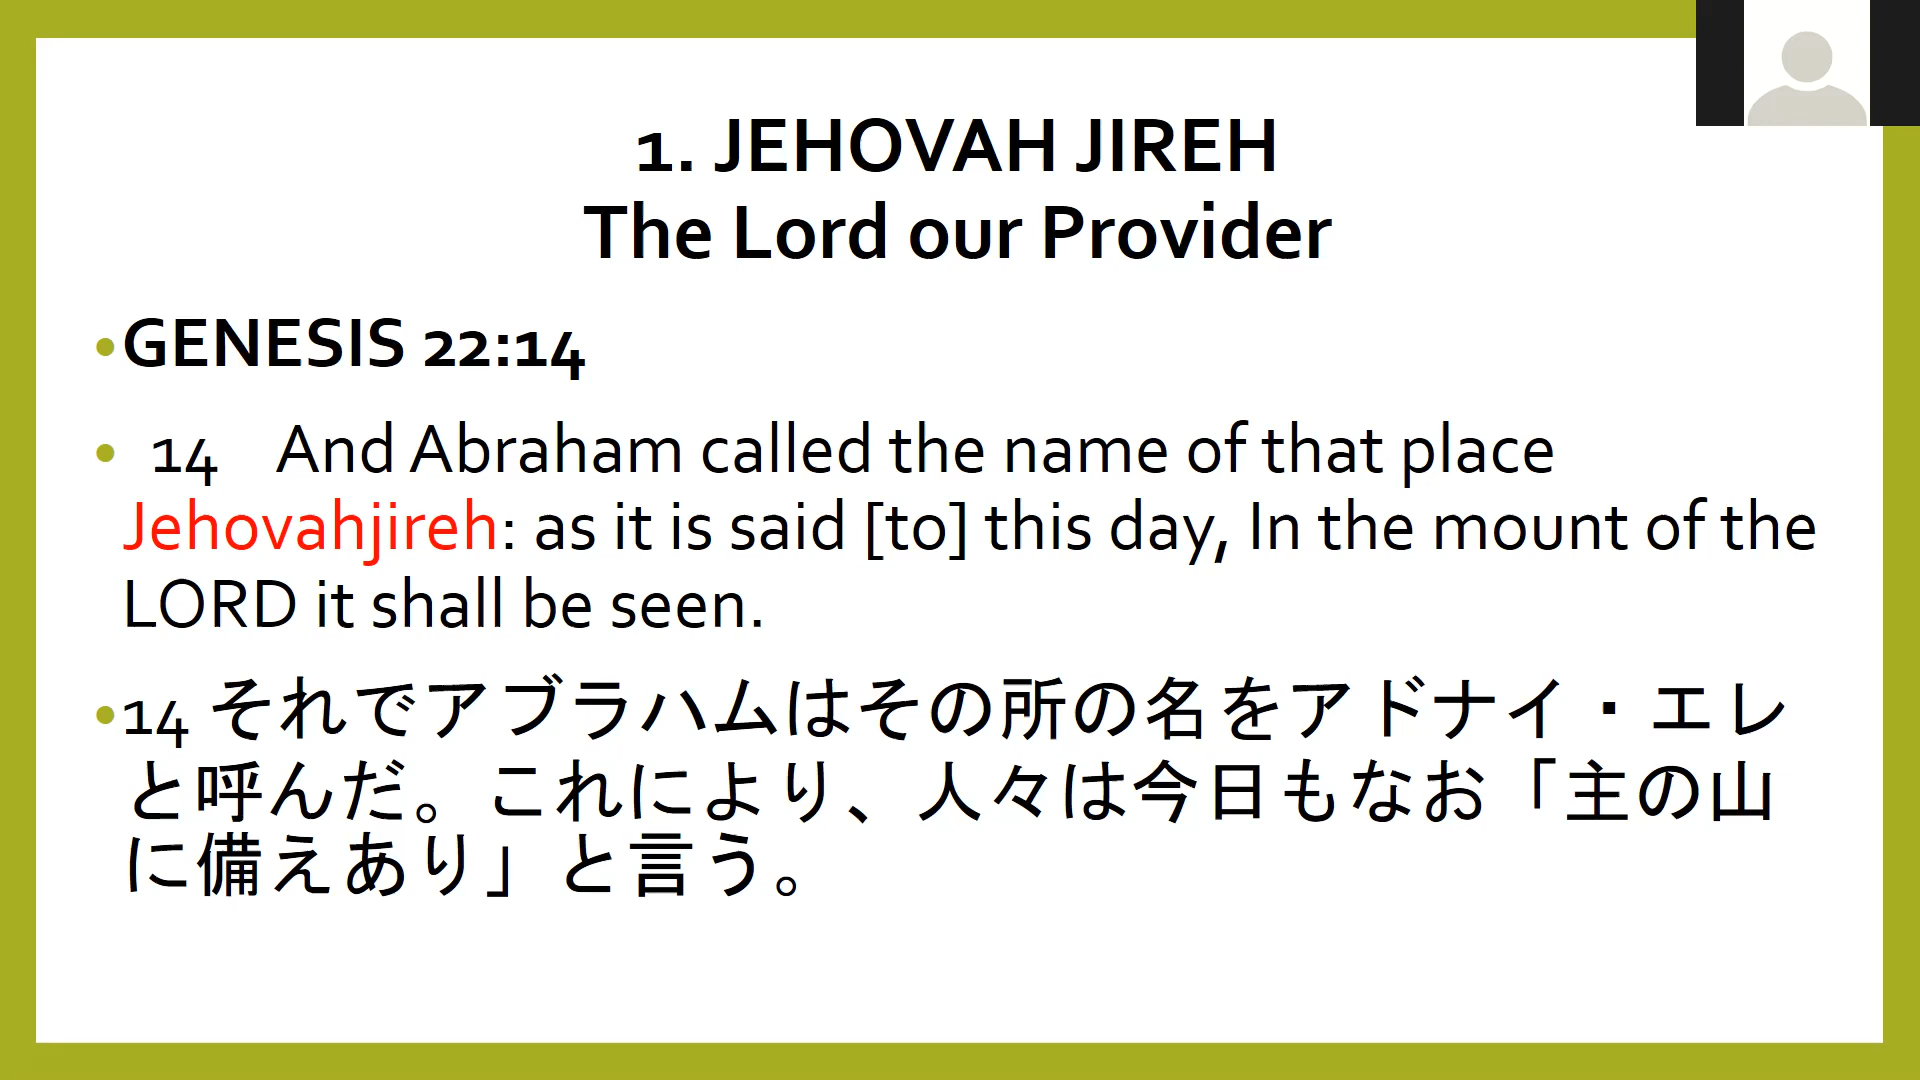 1. JEHOVAH JIREH
The Lord our Provider
•GENESIS 22:14
• 14 And Abraham called the name of that place
Jehovahjireh: as it is said [to] this day, In the mount of the
LORD it shall be seen.
•14 それでアブラハムはその所の名をアドナイ・エレ
と呼んだ。これにより、人々は今日もなお「主の山
に備えあり」と言う。